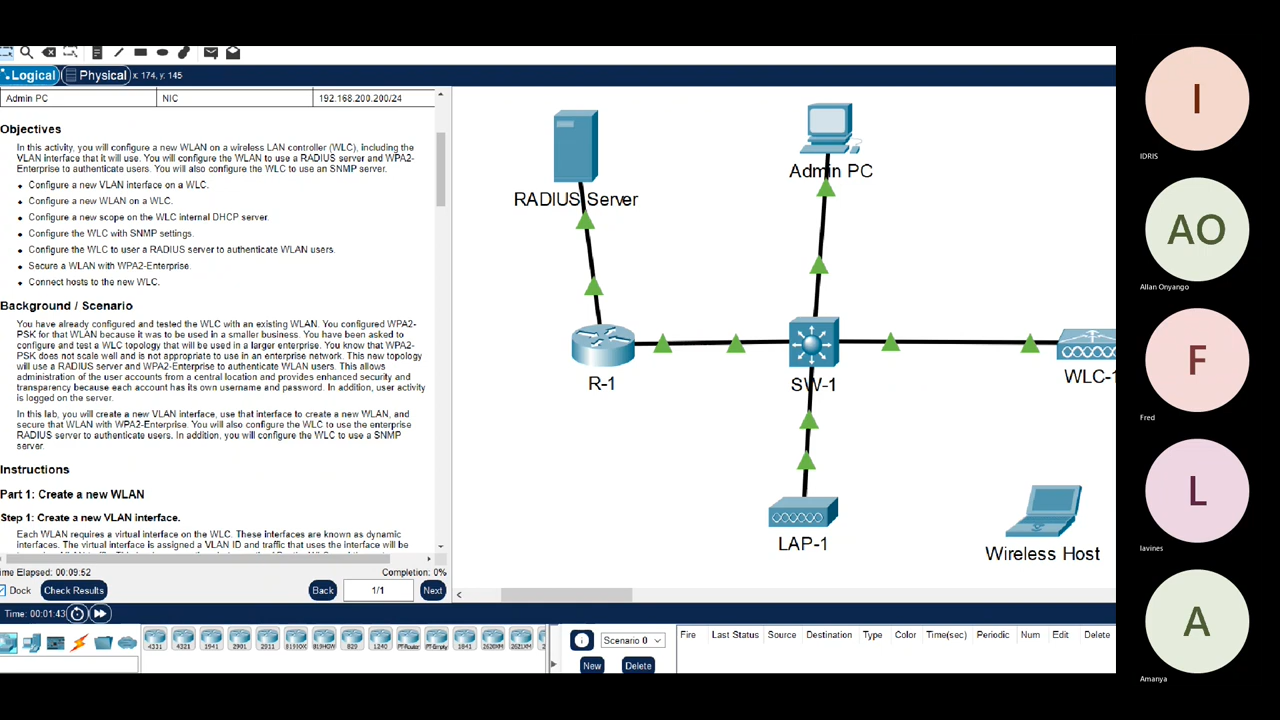 Logical
Physical
x: 174, y: 145
Admin PC
NIC
192.168.200.200/24
Objectives
In this activity, you will configure a new WLAN on a wireless LAN controller (WLC), including the
VLAN interface that it will use. You will configure the WLAN to use a RADIUS server and WPA2-
Enterprise to authenticate users. You will also configure the WLC to use an SNMP server.
Configure a new VLAN interface on a WLC.
Configure a new WLAN on a WLC.
Configure a new scope on the WLC internal DHCP server.
Configure the WLC with SNMP settings.
Configure the WLC to user a RADIUS server to authenticate WLAN users.
Secure a WLAN with WPA2-Enterprise.
Connect hosts to the new WLC.
Background / Scenario
You have already configured and tested the WLC with an existing WLAN. You configured WPA2-
PSK for that WLAN because it was to be used in a smaller business. You have been asked to
configure and test a WLC topology that will be used in a larger enterprise. You know that WPA2-
PSK does not scale well and is not appropriate to use in an enterprise network. This new topology
will use a RADIUS server and WPA2-Enterprise to authenticate WLAN users. This allows
administration of the user accounts from a central location and provides enhanced security and
transparency because each account has its own username and password. In addition, user activity
is logged on the server.
In this lab, you will create a new VLAN interface, use that interface to create a new WLAN, and
secure that WLAN with WPA2-Enterprise. You will also configure the WLC to use the enterprise
RADIUS server to authenticate users. In addition, you will configure the WLC to use a SNMP
server.
Instructions
Part 1: Create a new WLAN
Step 1: Create a new VLAN interface.
Each WLAN requires a virtual interface on the WLC. These interfaces are known as dynamic
interfaces. The virtual interface is assigned a VLAN ID and traffic that uses the interface will be
me Elapsed: 00:09:52
Completion: 0%
Dock
Check Results
Back
1/1
Next
RADIUS Server
Admin PC
R-1
SW-1
WLC-1
LAP-1
Wireless Host
Time: 00:01:43
4331
4321
1941
2901
2911
819IOX
819HGW
829
1240
PT-Router
PT-Empty
1841
2620XM
2621XM
Scenario 0
New
Delete
Fire
Last Status
Source
Destination
Type
Color
Time(sec)
Periodic
Num
Edit
Delete
I
IDRIS
AO
Allan Onyango
F
Fred
L
lavines
A
Amanya